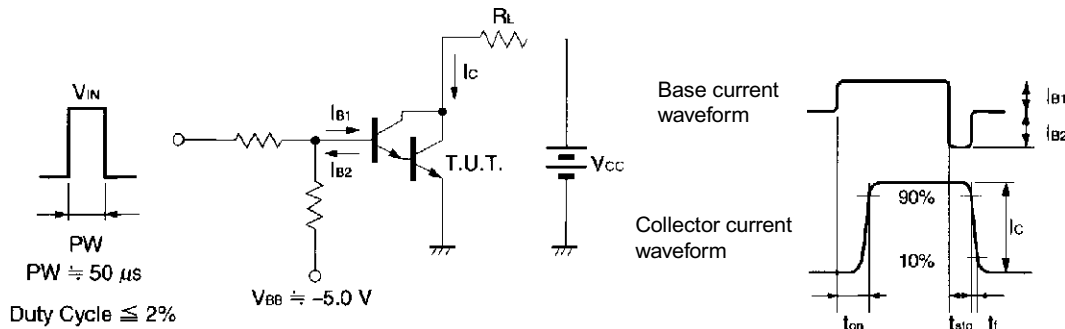 VIN
PW
PW ≒ 50 μs
Duty Cycle ≦ 2%
RL
IC
IB1
IB2
T.U.T.
VBB ≒ –5.0 V
VCC
Base current
waveform
IB1
IB2
Collector current
waveform
90%
10%
IC
ton
tstg
tf